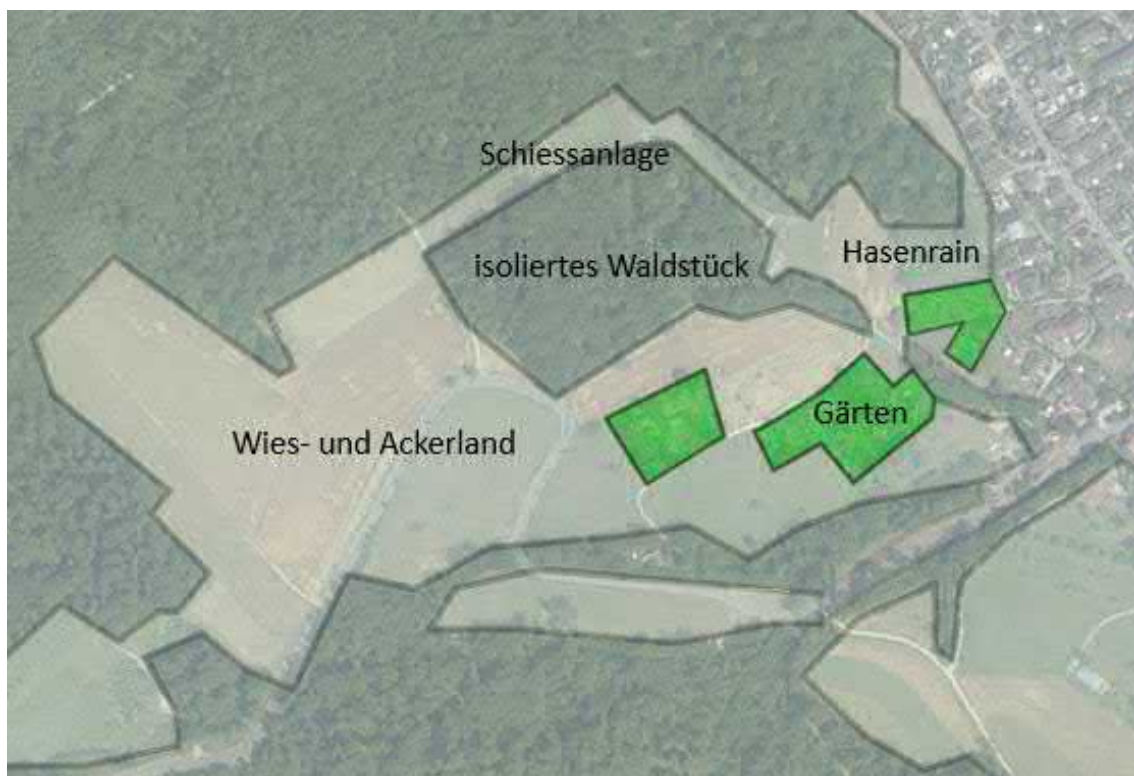 Schiessanlage
Hasenrain
isoliertes Waldstück
Gärten
Wies- und Ackerland